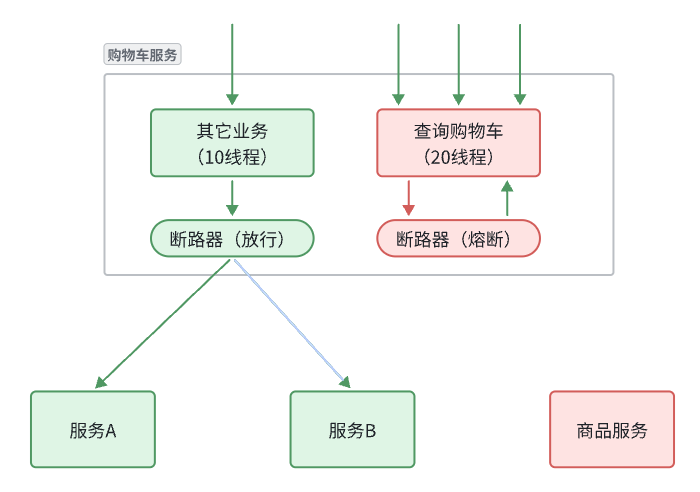 购物车服务
其它业务
（10线程）
查询购物车
（20线程）
断路器（放行）
断路器（熔断）
服务A
服务B
商品服务